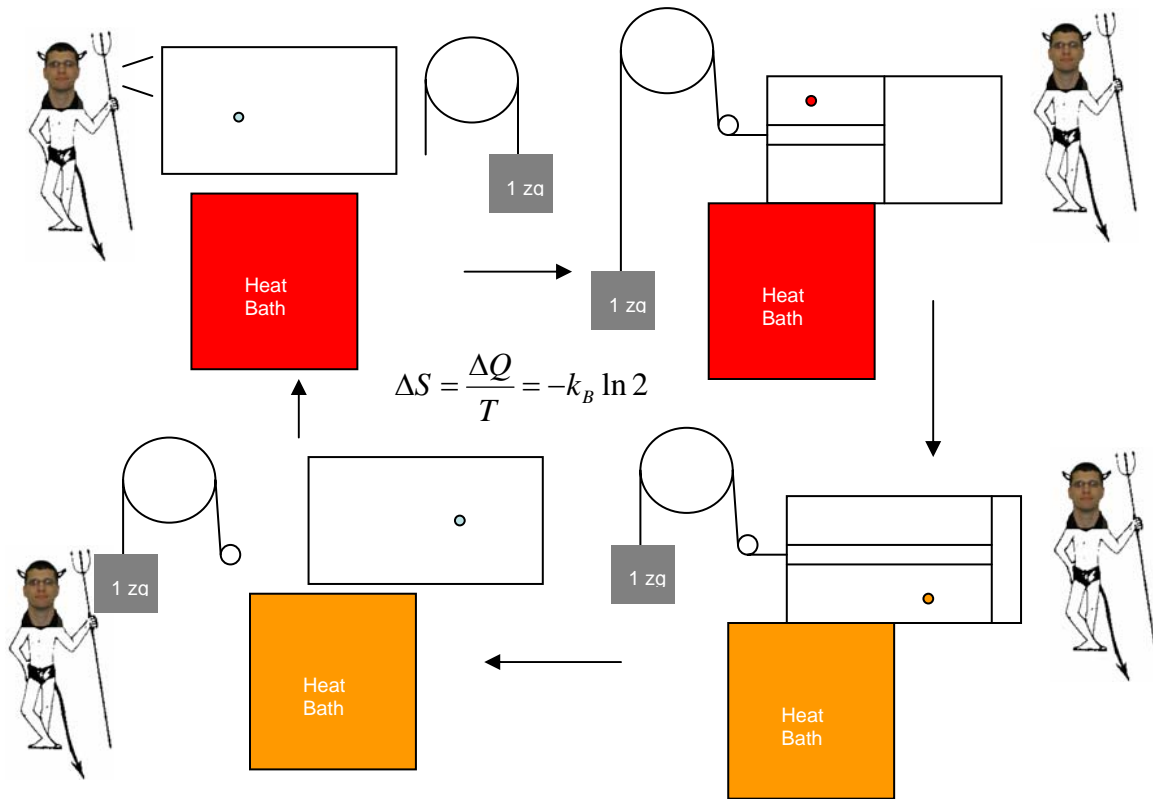 1 zg
Heat
Bath
1 zg
Heat
Bath
ΔS = ΔQ/T = −k_B ln 2
1 zg
Heat
Bath
1 zg
Heat
Bath